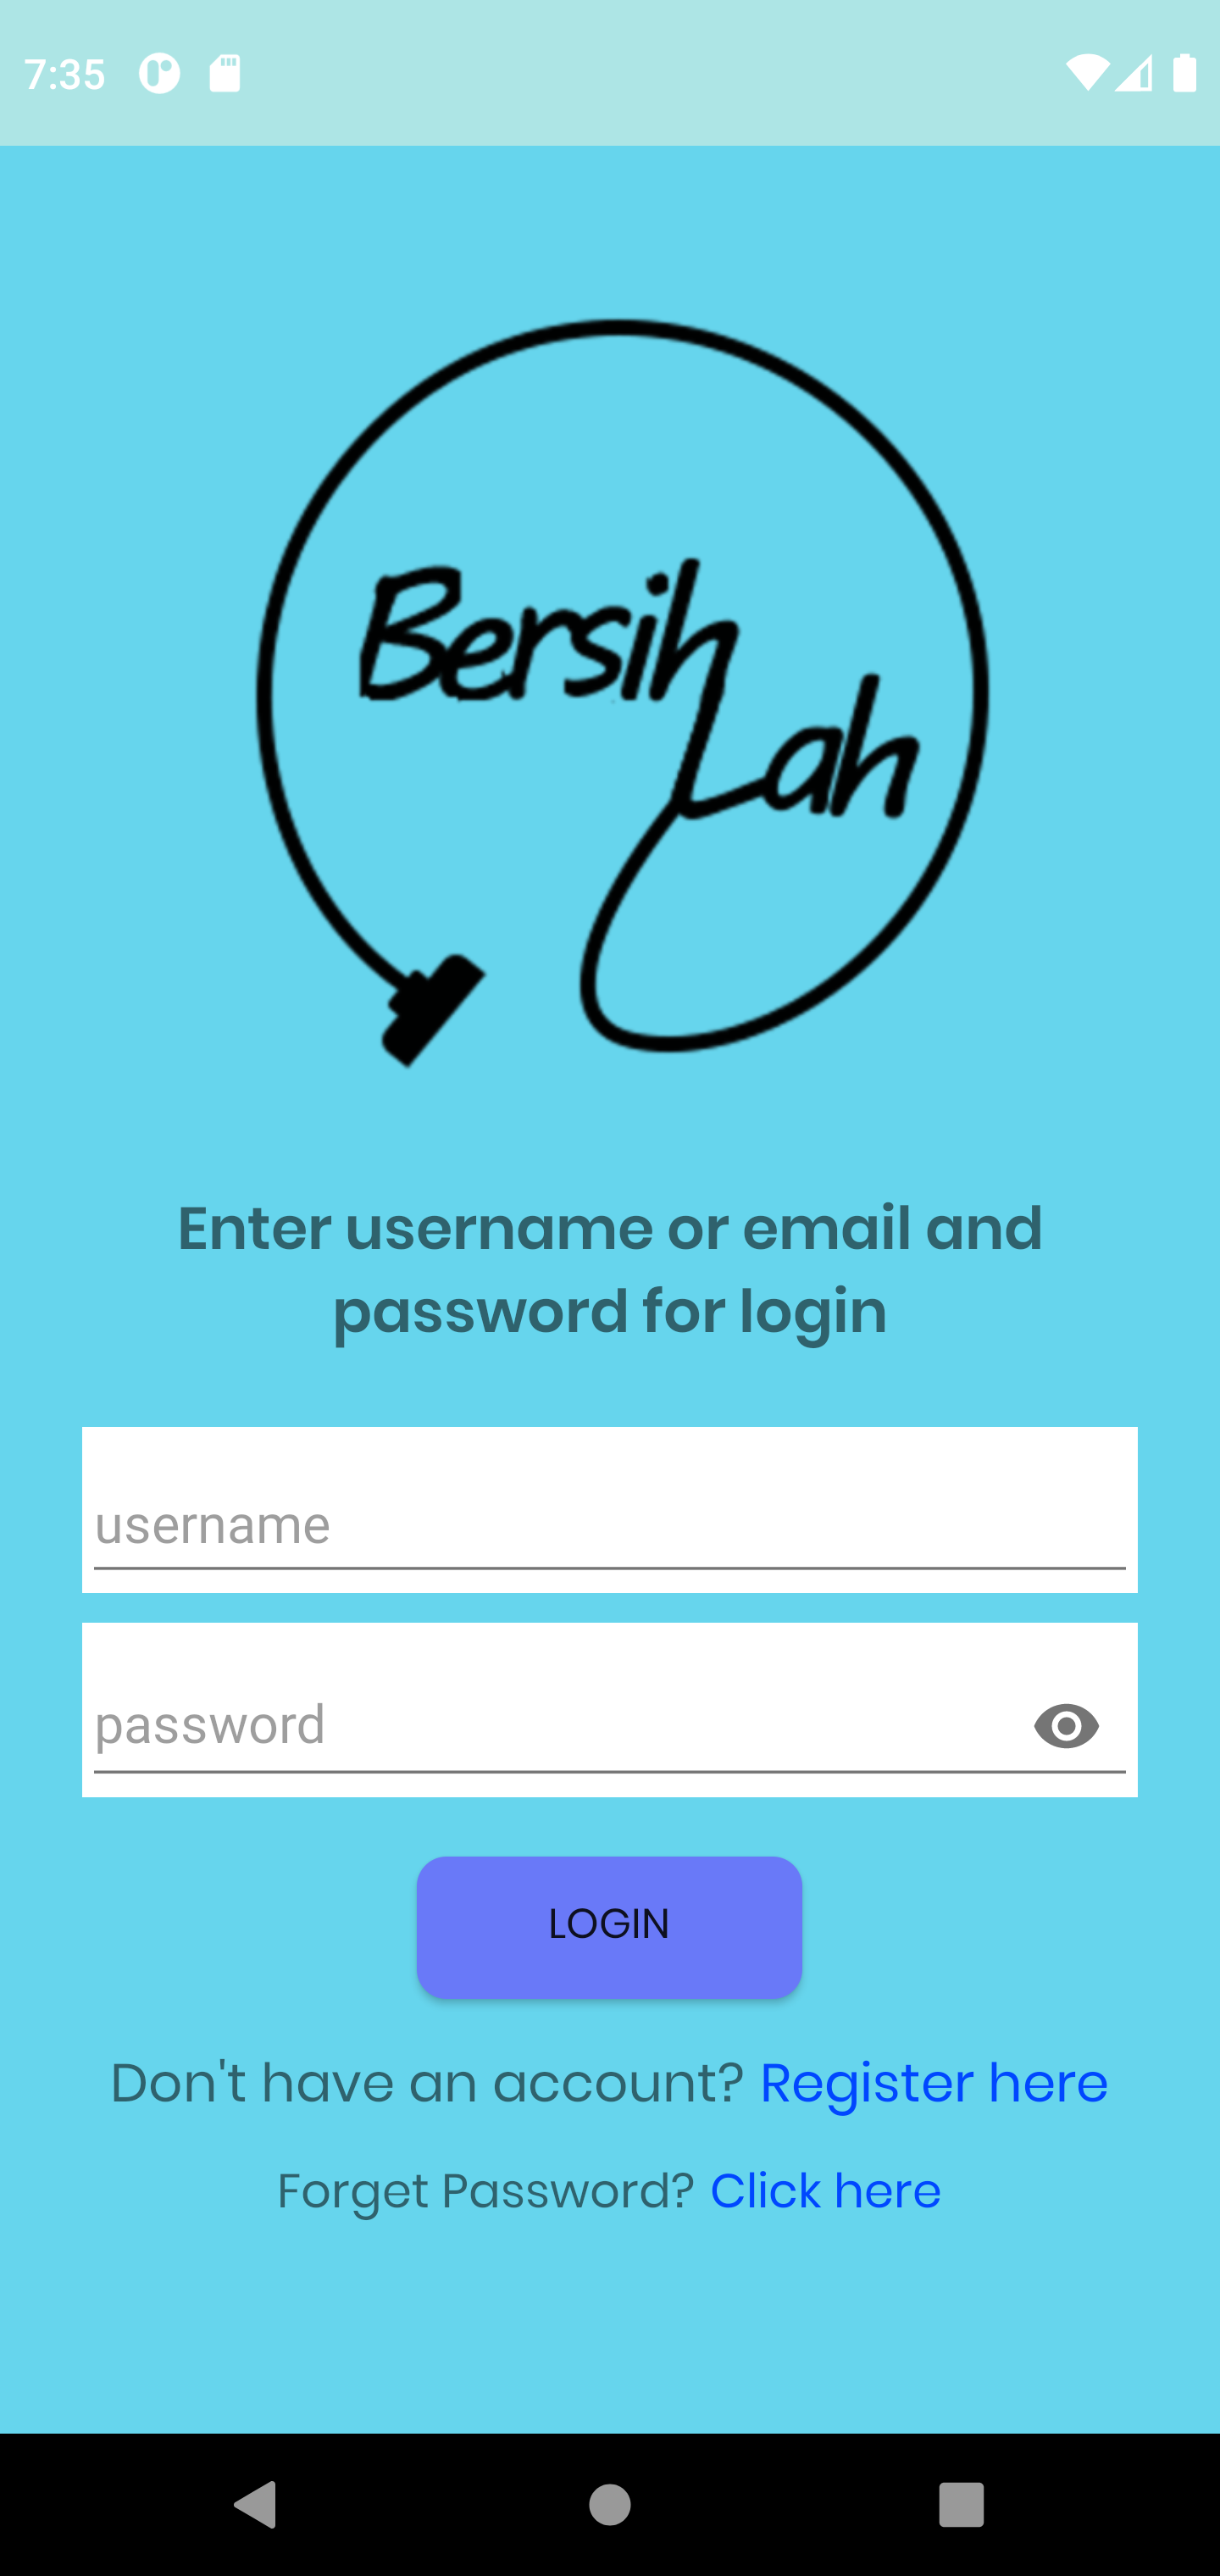 7:35
Bersih
Lah
Enter username or email and
password for login
username
password
LOGIN
Don't have an account? Register here
Forget Password? Click here